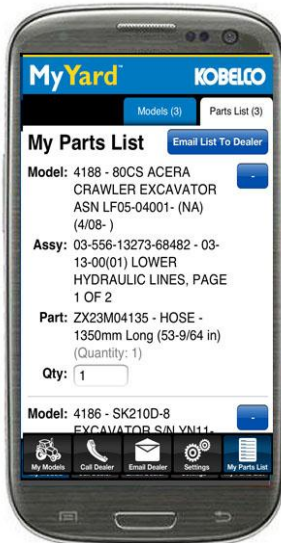 MyYard™ KOBELCO
Models (3) Parts List (3)
My Parts List Email List To Dealer
Model: 4188 - 80CS ACERA -
CRAWLER EXCAVATOR
ASN LF05-04001- (NA)
(4/08- )
Assy: 03-556-13273-68482 - 03-
13-00(01) LOWER
HYDRAULIC LINES, PAGE
1 OF 2
Part: ZX23M04135 - HOSE -
1350mm Long (53-9/64 in)
(Quantity: 1)
Qty: 1
Model: 4186 - SK210D-8 -
EXCAVATOR S/N YN11-
My Models Call Dealer Email Dealer Settings My Parts List